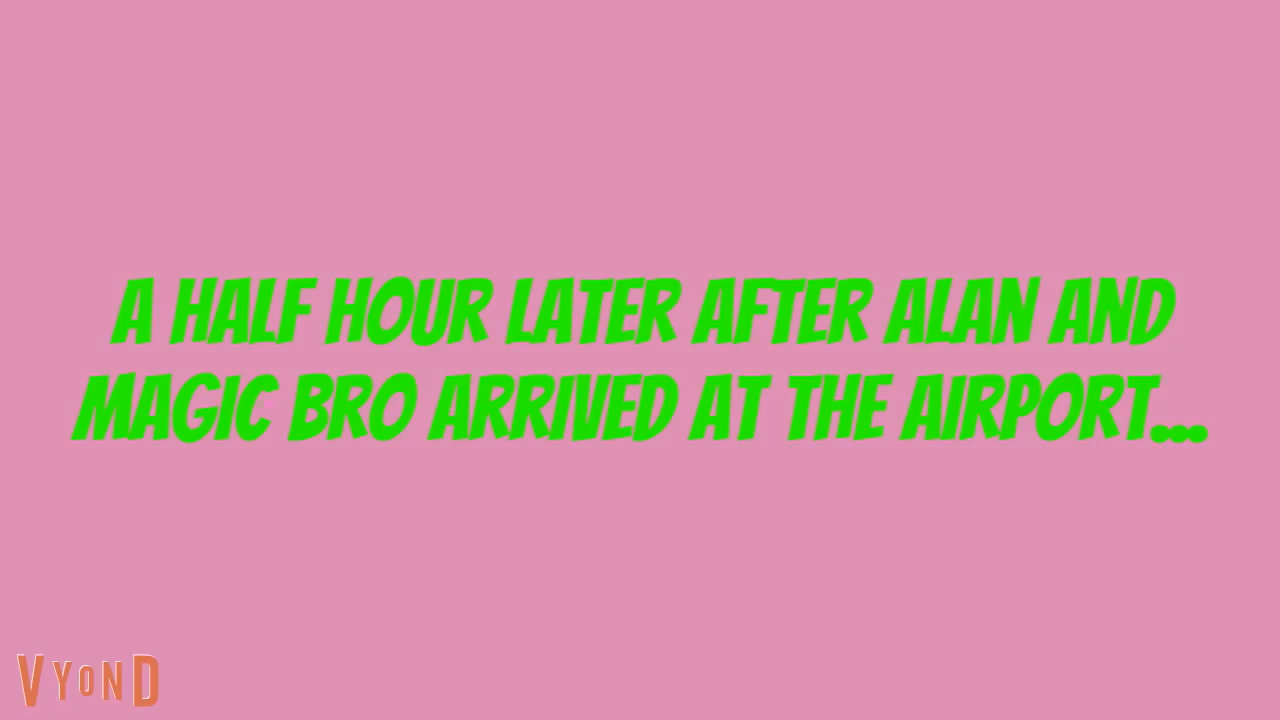 A HALF HOUR LATER AFTER ALAN AND
MAGIC BRO ARRIVED AT THE AIRPORT...
VYOND